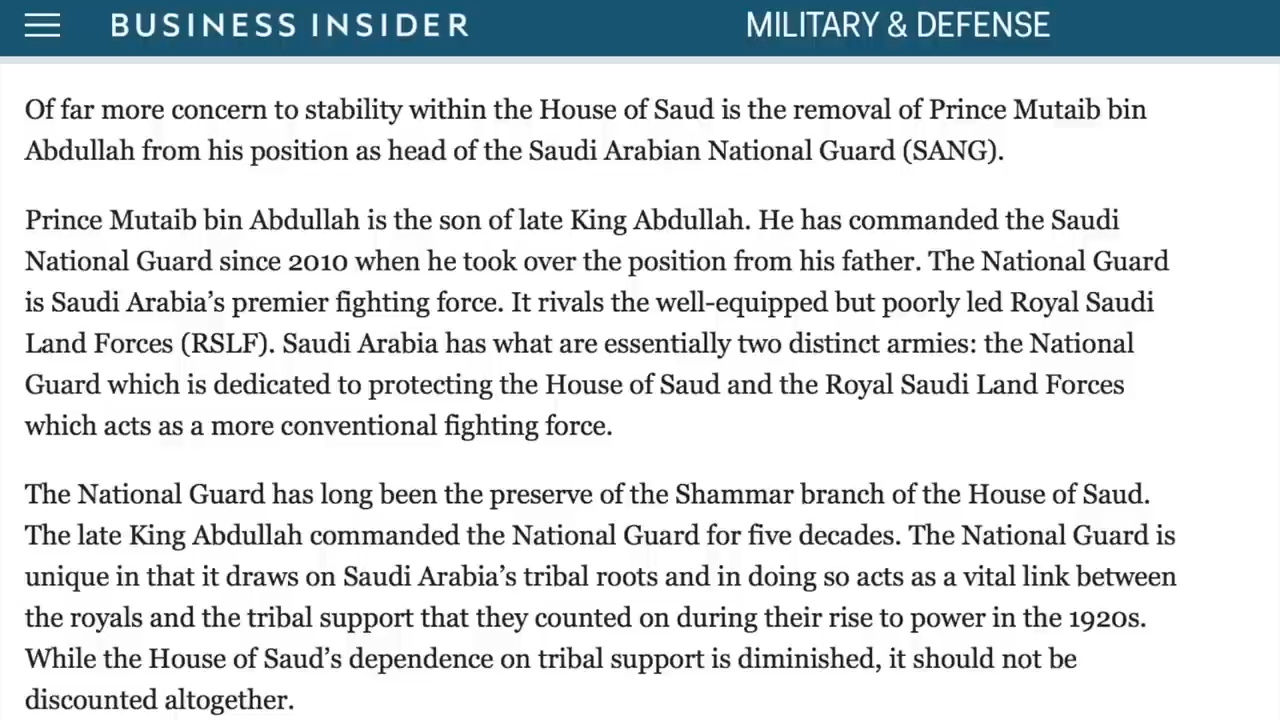 BUSINESS INSIDER
MILITARY & DEFENSE
Of far more concern to stability within the House of Saud is the removal of Prince Mutaib bin
Abdullah from his position as head of the Saudi Arabian National Guard (SANG).
Prince Mutaib bin Abdullah is the son of late King Abdullah. He has commanded the Saudi
National Guard since 2010 when he took over the position from his father. The National Guard
is Saudi Arabia’s premier fighting force. It rivals the well-equipped but poorly led Royal Saudi
Land Forces (RSLF). Saudi Arabia has what are essentially two distinct armies: the National
Guard which is dedicated to protecting the House of Saud and the Royal Saudi Land Forces
which acts as a more conventional fighting force.
The National Guard has long been the preserve of the Shammar branch of the House of Saud.
The late King Abdullah commanded the National Guard for five decades. The National Guard is
unique in that it draws on Saudi Arabia’s tribal roots and in doing so acts as a vital link between
the royals and the tribal support that they counted on during their rise to power in the 1920s.
While the House of Saud’s dependence on tribal support is diminished, it should not be
discounted altogether.